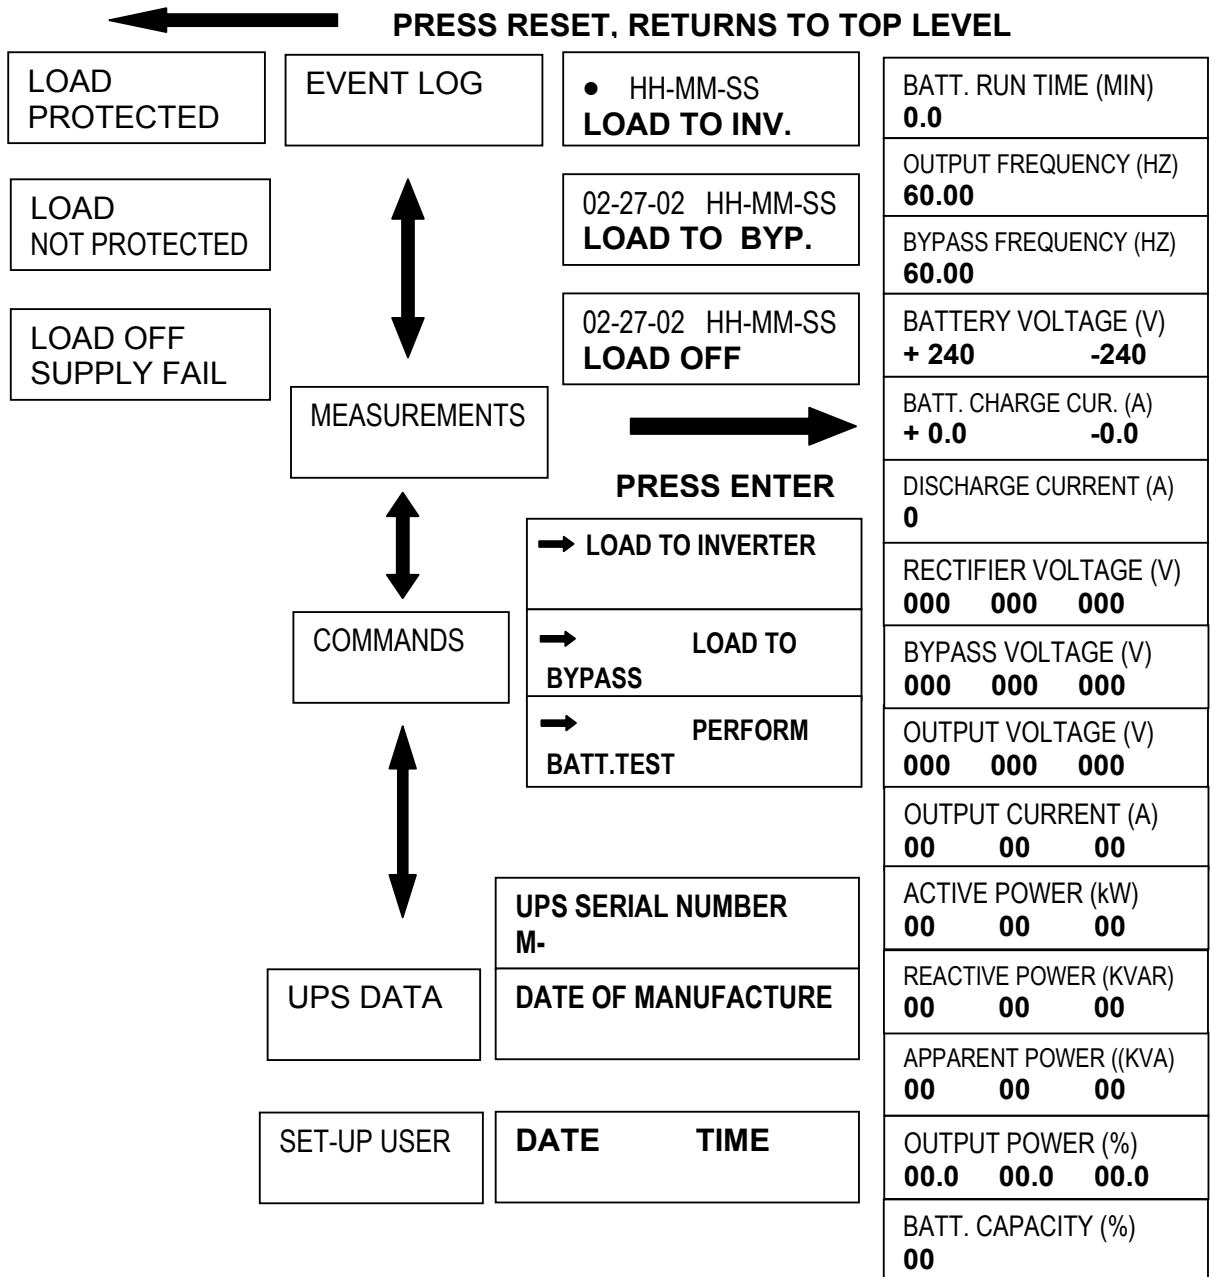 PRESS RESET, RETURNS TO TOP LEVEL
LOAD
PROTECTED
LOAD
NOT PROTECTED
LOAD OFF
SUPPLY FAIL
EVENT LOG
MEASUREMENTS
COMMANDS
UPS DATA
SET-UP USER
• HH-MM-SS
LOAD TO INV.
02-27-02 HH-MM-SS
LOAD TO BYP.
02-27-02 HH-MM-SS
LOAD OFF
PRESS ENTER
LOAD TO INVERTER
LOAD TO
BYPASS
PERFORM
BATT.TEST
UPS SERIAL NUMBER
M-
DATE OF MANUFACTURE
DATE TIME
BATT. RUN TIME (MIN)
0.0
OUTPUT FREQUENCY (HZ)
60.00
BYPASS FREQUENCY (HZ)
60.00
BATTERY VOLTAGE (V)
+ 240 -240
BATT. CHARGE CUR. (A)
+ 0.0 -0.0
DISCHARGE CURRENT (A)
0
RECTIFIER VOLTAGE (V)
000 000 000
BYPASS VOLTAGE (V)
000 000 000
OUTPUT VOLTAGE (V)
000 000 000
OUTPUT CURRENT (A)
00 00 00
ACTIVE POWER (kW)
00 00 00
REACTIVE POWER (KVAR)
00 00 00
APPARENT POWER ((KVA)
00 00 00
OUTPUT POWER (%)
00.0 00.0 00.0
BATT. CAPACITY (%)
00